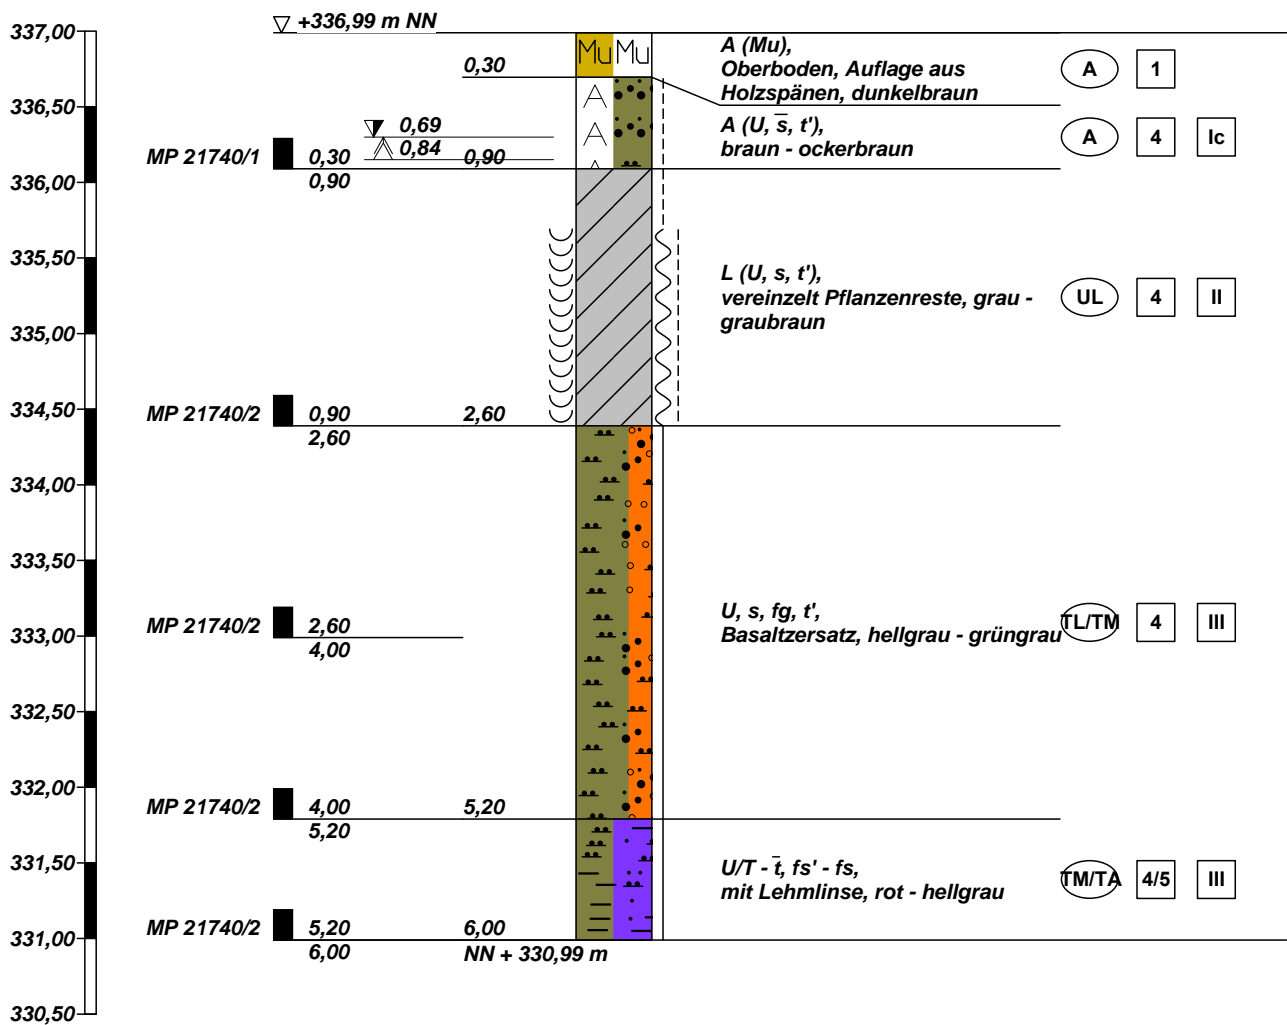 +336,99 m NN
337,00
Mu Mu
0,30
A (Mu),
Oberboden, Auflage aus
Holzspänen, dunkelbraun
A 1
336,50
A
A
A
0,69
0,84
MP 21740/1 0,30 0,90
0,90
A (U, s̅, t'),
braun - ockerbraun
A 4 Ic
336,00
335,50
L (U, s, t'),
vereinzelt Pflanzenreste, grau -
graubraun
UL 4 II
335,00
334,50
MP 21740/2 0,90 2,60
2,60
334,00
333,50
333,00
MP 21740/2 2,60
4,00
U, s, fg, t',
Basaltzersatz, hellgrau - grüngrau
TL/TM 4 III
332,50
332,00
MP 21740/2 4,00 5,20
5,20
331,50
U/T - t̅, fs' - fs,
mit Lehmlinse, rot - hellgrau
TM/TA 4/5 III
331,00
MP 21740/2 5,20 6,00
6,00 NN + 330,99 m
330,50